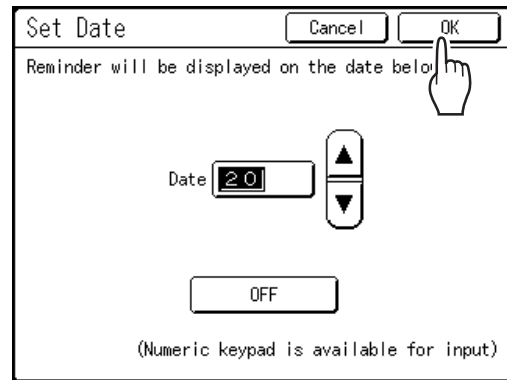 Set Date
Cancel
OK
Reminder will be displayed on the date below
Date 20
OFF
(Numeric keypad is available for input)